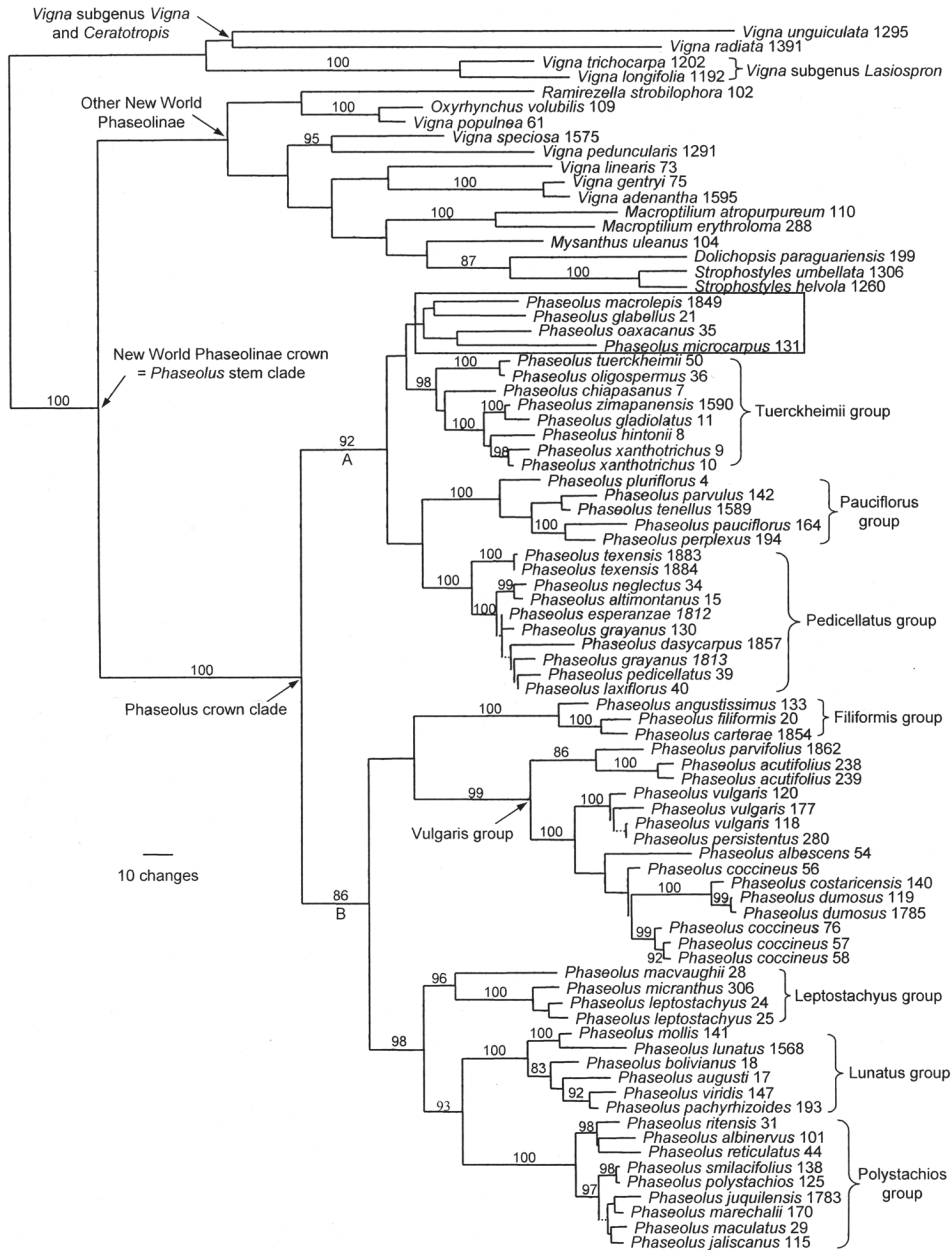 Vigna subgenus Vigna
and Ceratotropis
Vigna unguiculata 1295
Vigna radiata 1391
100
Vigna trichocarpa 1202
Vigna longifolia 1192
Vigna subgenus Lasiospron
Other New World
Phaseolinae
Ramirezella strobilophora 102
100
Oxyrhynchus volubilis 109
Vigna populnea 61
95
Vigna speciosa 1575
Vigna peduncularis 1291
Vigna linearis 73
100
Vigna gentryi 75
Vigna adenantha 1595
100
Macroptilium atropurpureum 110
Macroptilium erythroloma 288
Mysanthus uleanus 104
87
Dolichopsis paraguariensis 199
100
Strophostyles umbellata 1306
Strophostyles helvola 1260
Phaseolus macrolepis 1849
Phaseolus glabellus 21
Phaseolus oaxacanus 35
Phaseolus microcarpus 131
New World Phaseolinae crown
= Phaseolus stem clade
100
92
A
100
Phaseolus tuerckheimii 50
Phaseolus oligospermus 36
98
Phaseolus chiapasanus 7
100
Phaseolus zimapanensis 1590
Phaseolus gladiolatus 11
100
Phaseolus hintonii 8
98
Phaseolus xanthotrichus 9
Phaseolus xanthotrichus 10
Tuerckheimii group
100
Phaseolus pluriflorus 4
Phaseolus parvulus 142
Phaseolus tenellus 1589
100
Phaseolus pauciflorus 164
Phaseolus perplexus 194
Pauciflorus
group
100
100
Phaseolus texensis 1883
Phaseolus texensis 1884
99
Phaseolus neglectus 34
Phaseolus altimontanus 15
100
Phaseolus esperanzae 1812
Phaseolus grayanus 130
Phaseolus dasycarpus 1857
Phaseolus grayanus 1813
Phaseolus pedicellatus 39
Phaseolus laxiflorus 40
Pedicellatus group
100
Phaseolus crown clade
100
Phaseolus angustissimus 133
100
Phaseolus filiformis 20
Phaseolus carterae 1854
Filiformis group
99
Vulgaris group
86
Phaseolus parvifolius 1862
100
Phaseolus acutifolius 238
Phaseolus acutifolius 239
100
100
Phaseolus vulgaris 120
Phaseolus vulgaris 177
Phaseolus vulgaris 118
Phaseolus persistentus 280
Phaseolus albescens 54
Phaseolus coccineus 56
100
Phaseolus costaricensis 140
99
Phaseolus dumosus 119
Phaseolus dumosus 1785
99
Phaseolus coccineus 76
Phaseolus coccineus 57
92
Phaseolus coccineus 58
10 changes
86
B
98
96
Phaseolus macvaughii 28
100
Phaseolus micranthus 306
Phaseolus leptostachyus 24
Phaseolus leptostachyus 25
Leptostachyus group
93
100
100
Phaseolus mollis 141
Phaseolus lunatus 1568
83
Phaseolus bolivianus 18
Phaseolus augusti 17
92
Phaseolus viridis 147
Phaseolus pachyrhizoides 193
Lunatus group
100
98
Phaseolus ritensis 31
Phaseolus albinervus 101
Phaseolus reticulatus 44
98
Phaseolus smilacifolius 138
Phaseolus polystachios 125
97
Phaseolus juquilensis 1783
Phaseolus marechalii 170
Phaseolus maculatus 29
Phaseolus jaliscanus 115
Polystachios
group